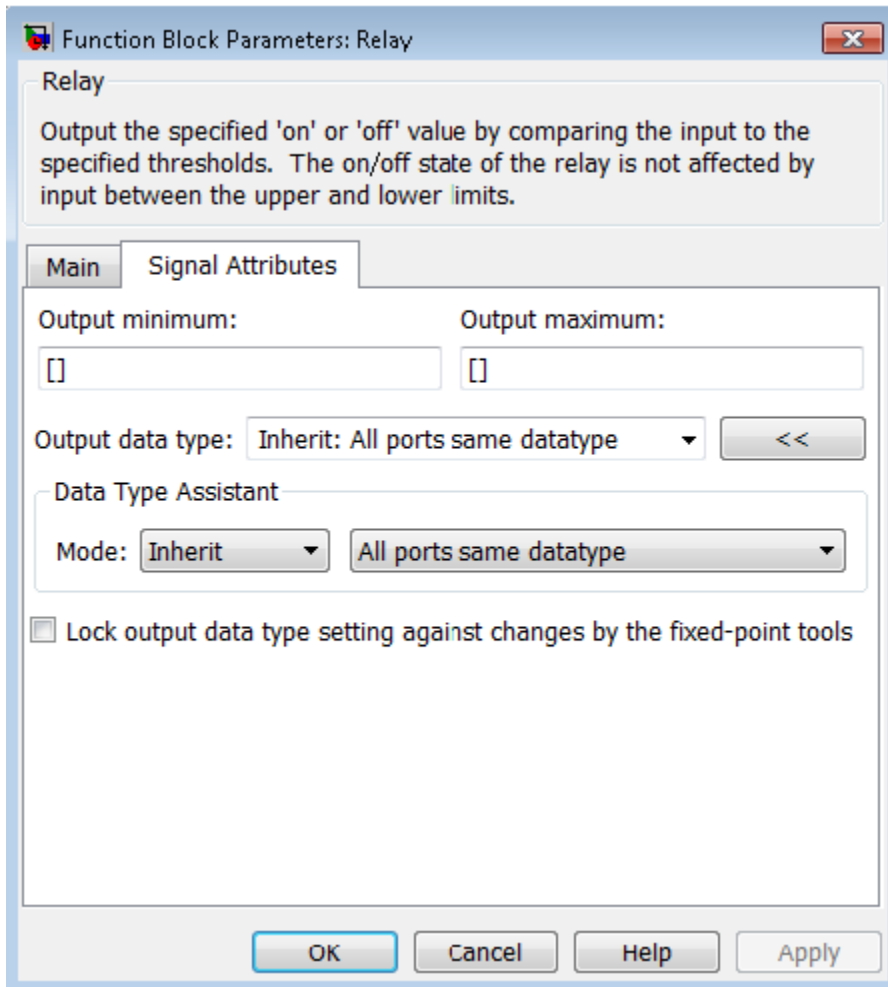 Function Block Parameters: Relay
Relay
Output the specified 'on' or 'off' value by comparing the input to the
specified thresholds.  The on/off state of the relay is not affected by
input between the upper and lower limits.
Main Signal Attributes
Output minimum: Output maximum:
[] []
Output data type: Inherit: All ports same datatype <<
Data Type Assistant
Mode: Inherit All ports same datatype
Lock output data type setting against changes by the fixed-point tools
OK Cancel Help Apply